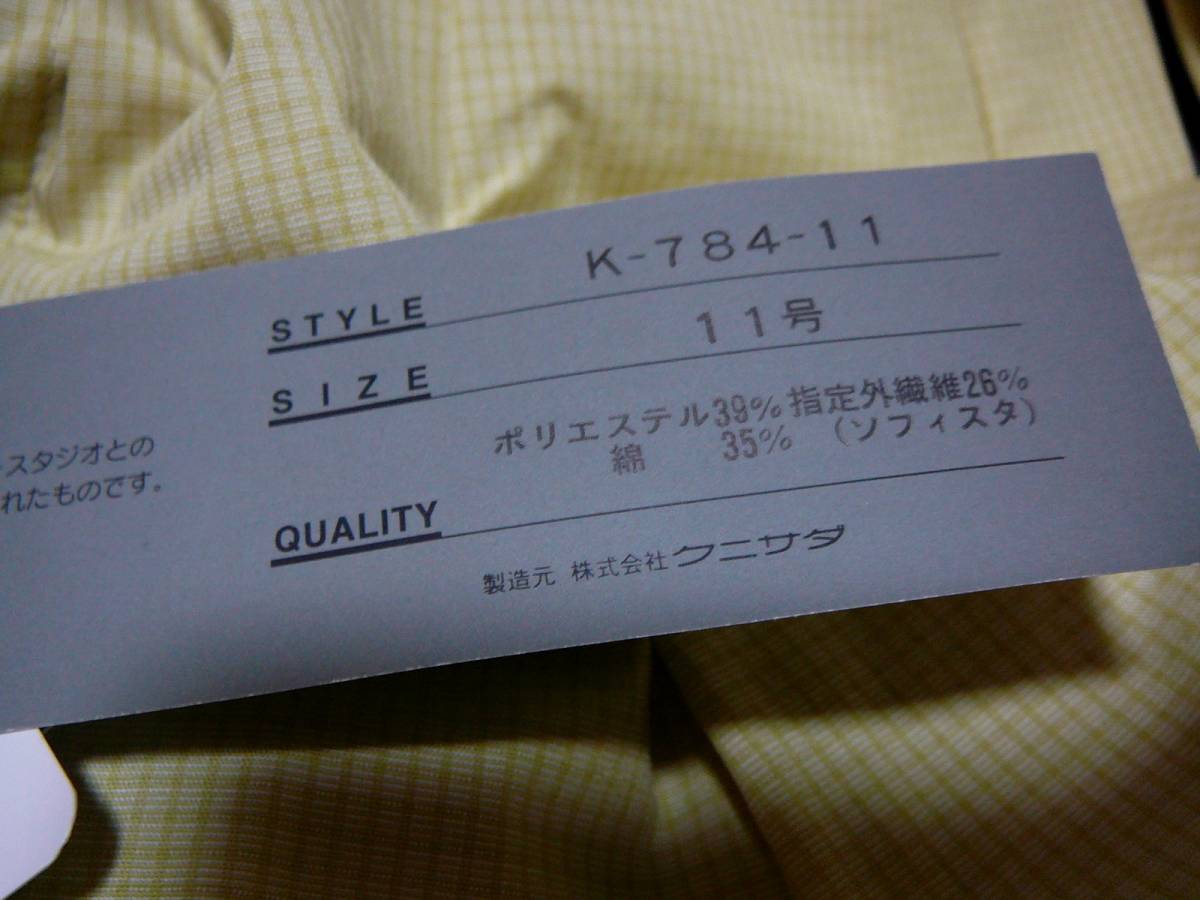 スタジオとの
れたものです。
STYLE K-784-11
SIZE 11号
ポリエステル39%指定外繊維26%
綿 35% (ソフィスタ)
QUALITY
製造元 株式会社クニサダ